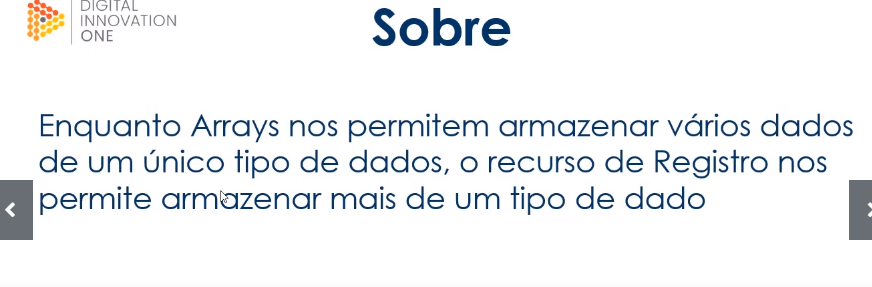 DIGITAL
INNOVATION
ONE
Sobre
Enquanto Arrays nos permitem armazenar vários dados
de um único tipo de dados, o recurso de Registro nos
permite armazenar mais de um tipo de dado